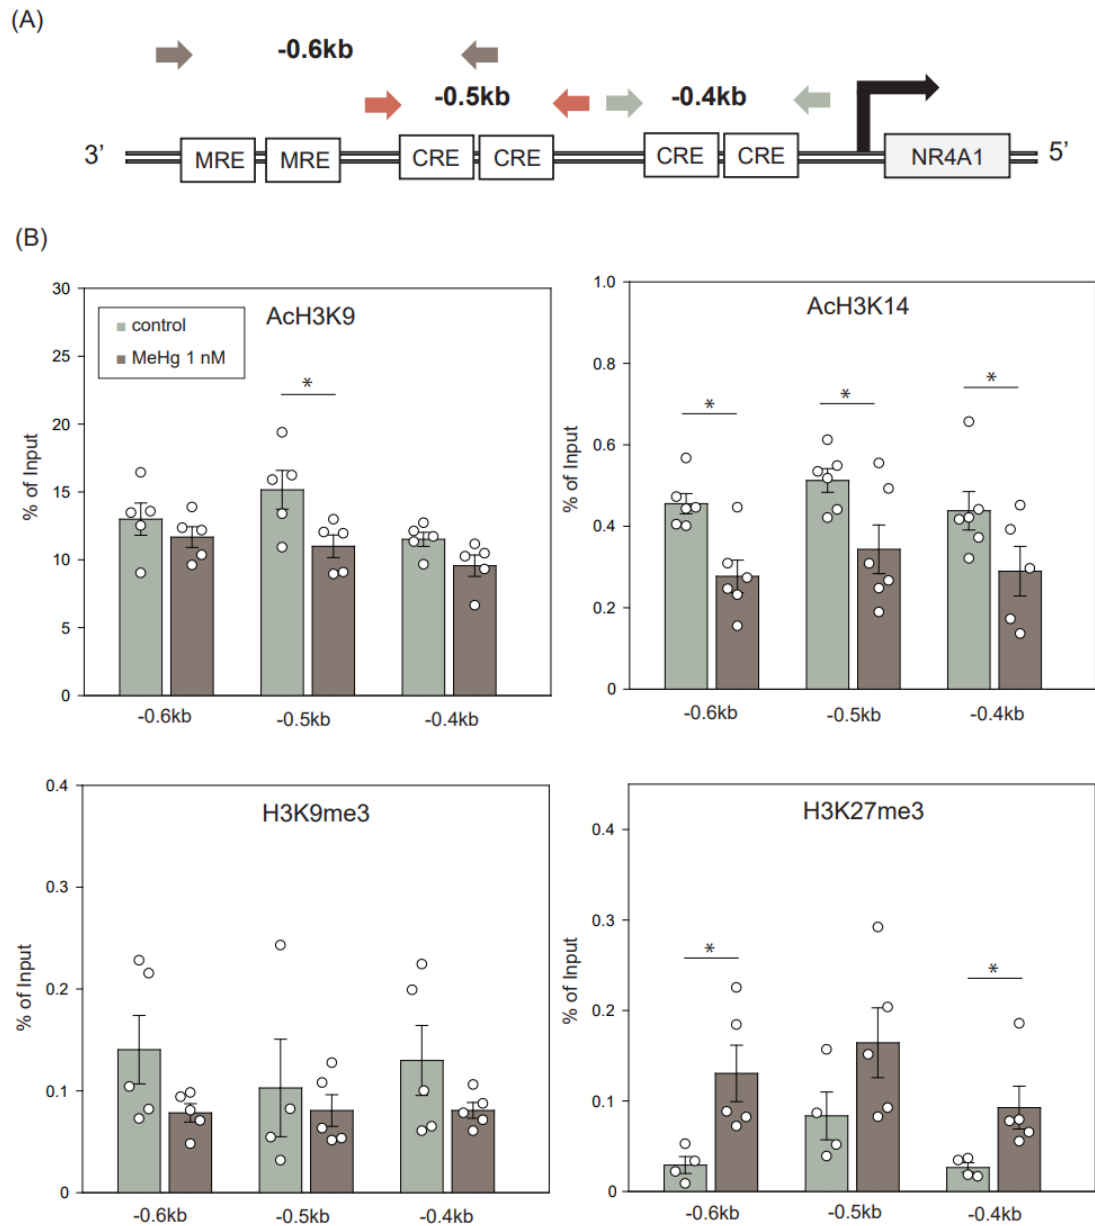 (A)
-0.6kb
-0.5kb
-0.4kb
3’ MRE MRE CRE CRE CRE CRE NR4A1 5’
(B)
AcH3K9
control
MeHg 1 nM
*
% of Input
30
25
20
15
10
5
0
-0.6kb -0.5kb -0.4kb
AcH3K14
* * *
% of Input
1.0
0.8
0.6
0.4
0.2
0
-0.6kb -0.5kb -0.4kb
H3K9me3
% of Input
0.4
0.3
0.2
0.1
0
-0.6kb -0.5kb -0.4kb
H3K27me3
* *
% of Input
0.4
0.3
0.2
0.1
0
-0.6kb -0.5kb -0.4kb